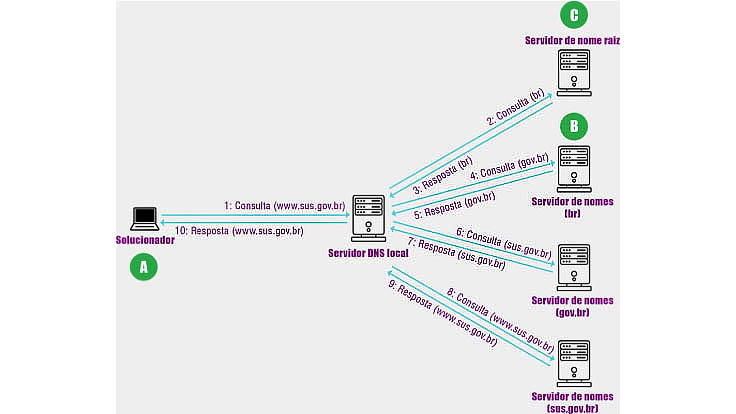 C
Servidor de nome raiz
2: Consulta (br)
3: Resposta (br)
B
4: Consulta (gov.br)
5: Resposta (gov.br)
Servidor de nomes
(br)
1: Consulta (www.sus.gov.br)
10: Resposta (www.sus.gov.br)
Solucionador
A
Servidor DNS local
6: Consulta (sus.gov.br)
7: Resposta (sus.gov.br)
Servidor de nomes
(gov.br)
8: Consulta (www.sus.gov.br)
9: Resposta (www.sus.gov.br)
Servidor de nomes
(sus.gov.br)